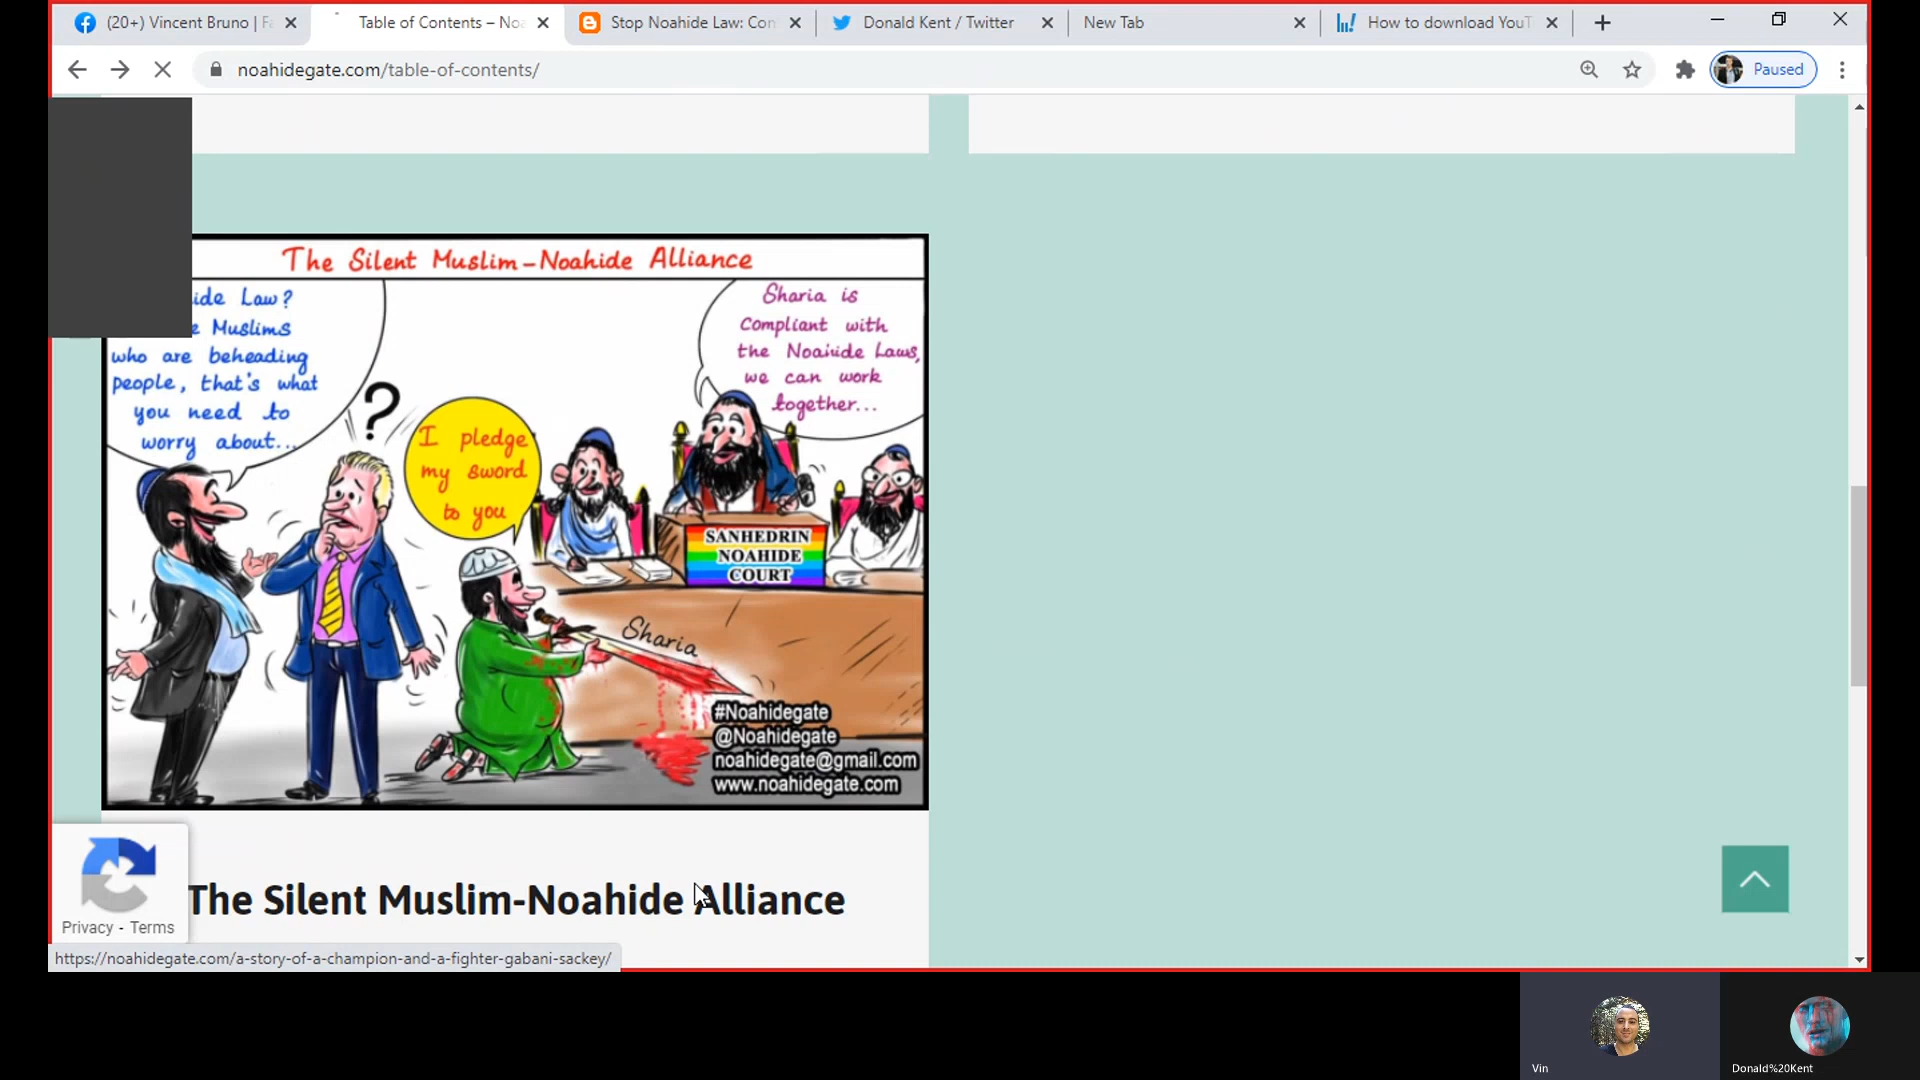 (20+) Vincent Bruno | F
Table of Contents – Noa
Stop Noahide Law: Con
Donald Kent / Twitter
New Tab
How to download YouT
noahidegate.com/table-of-contents/
Paused
The Silent Muslim-Noahide Alliance
ide Law?
e Muslims
who are beheading
people, that's what
you need to
worry about...
?
I pledge
my sword
to you
Sharia is
Compliant with
the Noahide Laws,
we can work
together...
SANHEDRIN
NOAHIDE
COURT
Sharia
#Noahidegate
@Noahidegate
noahidegate@gmail.com
www.noahidegate.com
The Silent Muslim-Noahide Alliance
Privacy - Terms
https://noahidegate.com/a-story-of-a-champion-and-a-fighter-gabani-sackey/
Vin
Donald%20Kent